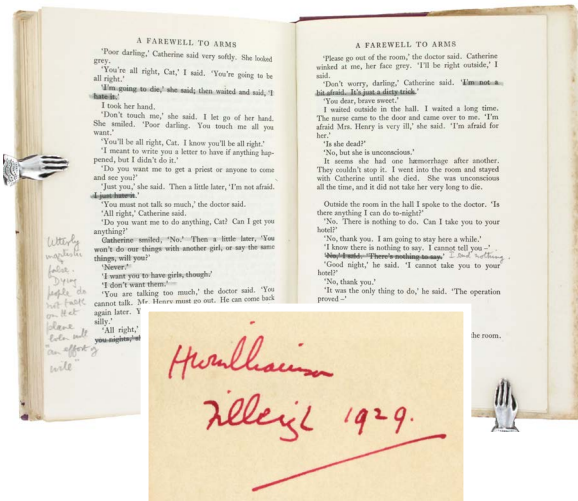 A FAREWELL TO ARMS
'Poor darling,' Catherine said very softly. She looked
grey.
'You're all right, Cat,' I said. 'You're going to be
all right.'
'I'm going to die,' she said; then waited and said, 'I
hate it.'
I took her hand.
'Don't touch me,' she said. I let go of her hand.
She smiled. 'Poor darling. You touch me all you
want.'
'You'll be all right, Cat. I know you'll be all right.'
'I meant to write you a letter to have if anything hap-
pened, but I didn't do it.'
'Do you want me to get a priest or anyone to come
and see you?'
'Just you,' she said. Then a little later, 'I'm not afraid.
I just hate it.'
'You must not talk so much,' the doctor said.
'All right,' Catherine said.
'Do you want me to do anything, Cat? Can I get you
anything?'
Catherine smiled, 'No.' Then a little later, 'You
won't do our things with another girl, or say the same
things, will you?'
'Never.'
'I want you to have girls, though.'
'I don't want them.'
'You are talking too much,' the doctor said. 'You
cannot talk. Mr. Henry must go out. He can come back
again later. Y
silly.'
'All right,'
you nights,' sh
Utterly
false.
Dying
people do
not talk
on that
plane
Even with
"an effort of
will"
A FAREWELL TO ARMS
'Please go out of the room,' the doctor said. Catherine
winked at me, her face grey. 'I'll be right outside,' I
said.
'Don't worry, darling,' Catherine said. 'I'm not a
bit afraid. It's just a dirty trick.'
'You dear, brave sweet.'
I waited outside in the hall. I waited a long time.
The nurse came to the door and came over to me. 'I'm
afraid Mrs. Henry is very ill,' she said. 'I'm afraid for
her.'
'Is she dead?'
'No, but she is unconscious.'
It seems she had one hæmorrhage after another.
They couldn't stop it. I went into the room and stayed
with Catherine until she died. She was unconscious
all the time, and it did not take her very long to die.
Outside the room in the hall I spoke to the doctor. 'Is
there anything I can do to-night?'
'No. There is nothing to do. Can I take you to your
hotel?'
'No, thank you. I am going to stay here a while.'
'I know there is nothing to say. I cannot tell you –'
'No,' I said. 'There's nothing to say.' I said nothing.
'Good night,' he said. 'I cannot take you to your
hotel?'
'No, thank you.'
'It was the only thing to do,' he said. 'The operation
proved –'
the room.
HWilliamson
Filleigh 1929.